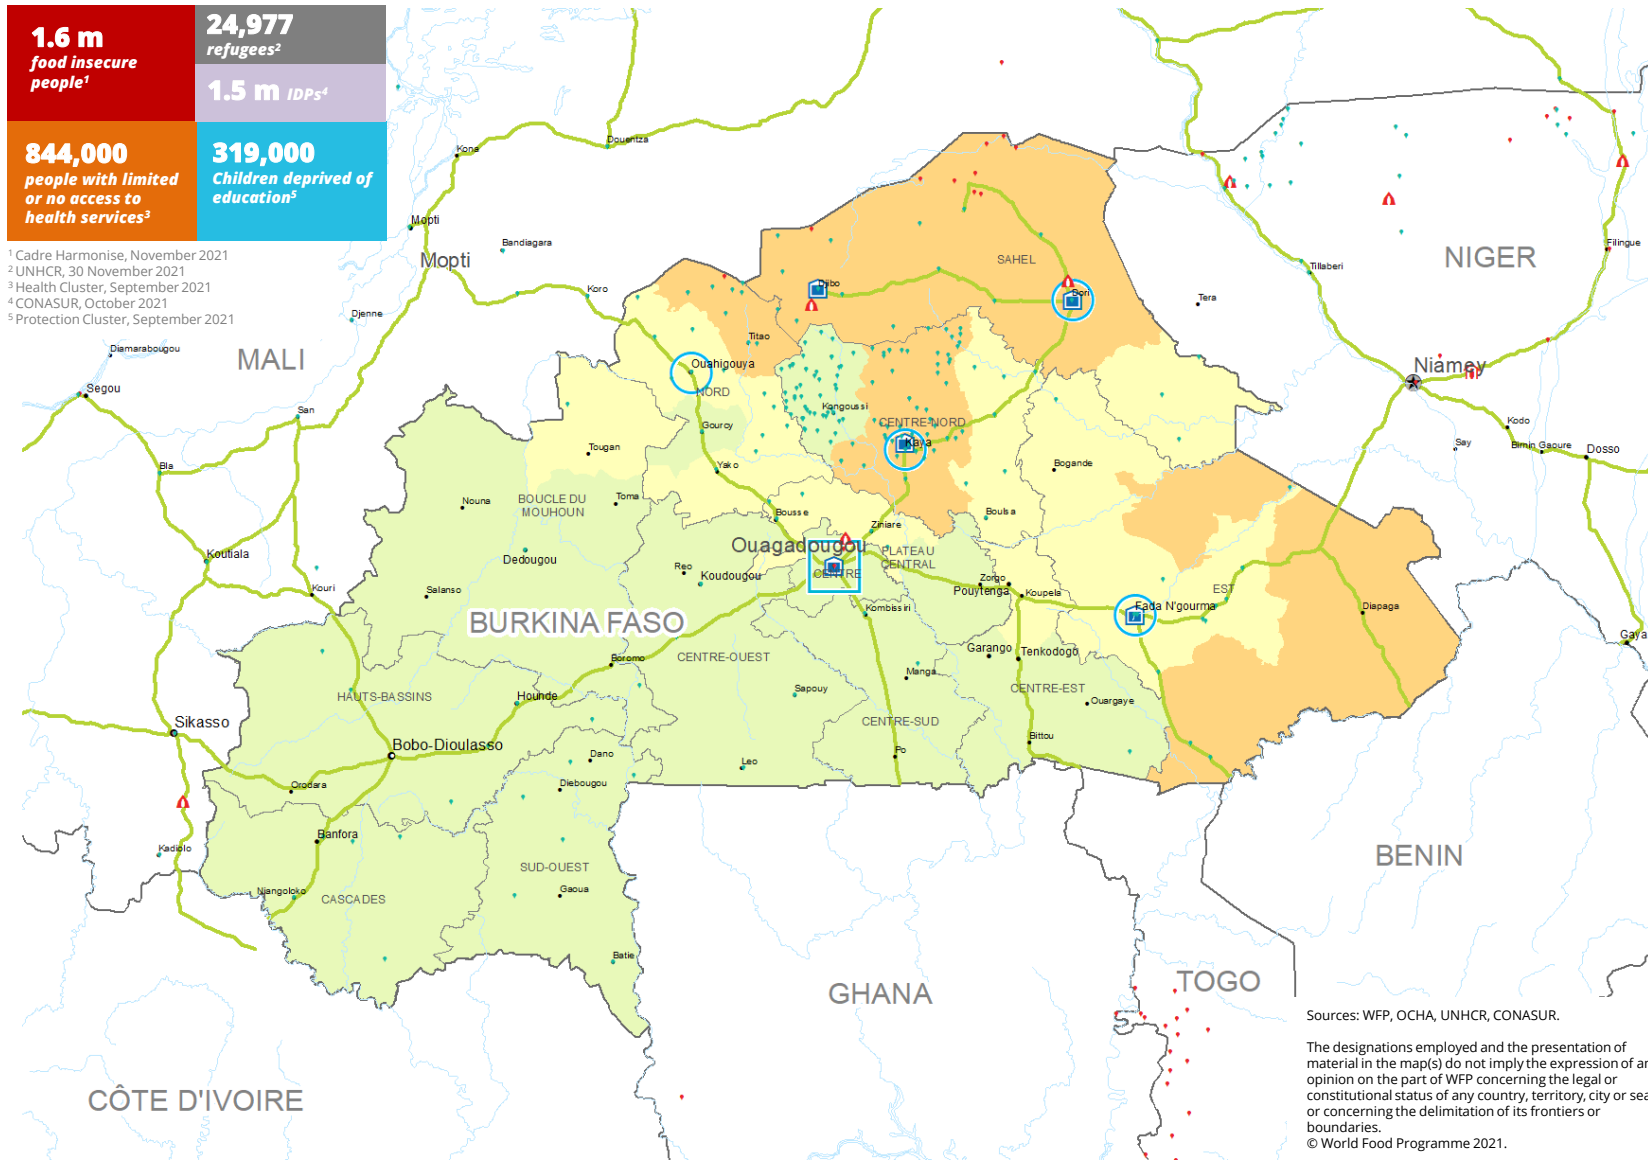 1.6 m
food insecure
people¹
24,977
refugees²
1.5 m IDPs⁴
844,000
people with limited
or no access to
health services³
319,000
Children deprived of
education⁵
¹ Cadre Harmonise, November 2021
² UNHCR, 30 November 2021
³ Health Cluster, September 2021
⁴ CONASUR, October 2021
⁵ Protection Cluster, September 2021
Douentza
Kona
Mopti
Bandiagara
Mopti
Koro
Djenne
Diamarabougou
MALI
Segou
San
Bla
Koutiala
Kouri
Sikasso
Kadiolo
NIGER
Filingue
Tillaberi
Tera
Niamey
Kodo
Say
Birnin Gaoure
Dosso
Gaya
SAHEL
Djibo
Dori
Titao
Ouahigouya
NORD
Kongoussi
CENTRE-NORD
Kaya
Gourcy
Tougan
Yako
Bogande
Nouna
BOUCLE DU
MOUHOUN
Toma
Bousse
Boulsa
Ziniare
Ouagadougou
PLATEAU
CENTRAL
CENTRE
Dedougou
Reo
Koudougou
Zorgo
Pouytenga
Koupela
EST
Fada N'gourma
Diapaga
Salanso
Kombissiri
BURKINA FASO
Boromo
CENTRE-OUEST
Garango
Tenkodogo
Manga
CENTRE-EST
HAUTS-BASSINS
Hounde
Sapouy
Ouargaye
CENTRE-SUD
Bobo-Dioulasso
Bittou
Po
Dano
Leo
Orodara
Diebougou
Banfora
SUD-OUEST
Niangoloko
CASCADES
Gaoua
Batie
BENIN
GHANA
TOGO
CÔTE D'IVOIRE
Sources: WFP, OCHA, UNHCR, CONASUR.
The designations employed and the presentation of
material in the map(s) do not imply the expression of an
opinion on the part of WFP concerning the legal or
constitutional status of any country, territory, city or sea
or concerning the delimitation of its frontiers or
boundaries.
© World Food Programme 2021.